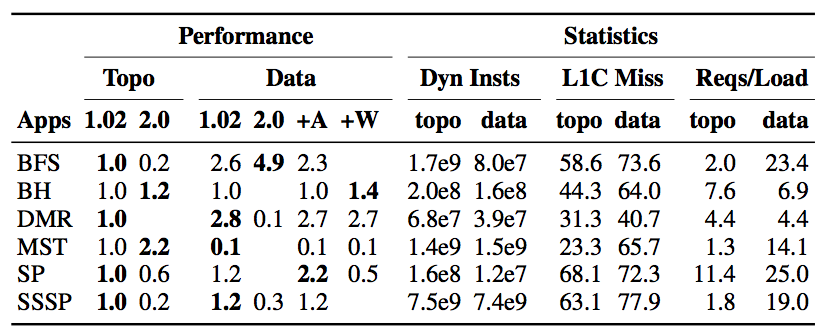 Performance Statistics
Topo Data Dyn Insts L1C Miss Reqs/Load
Apps 1.02 2.0 1.02 2.0 +A +W topo data topo data topo data
BFS 1.0 0.2 2.6 4.9 2.3 1.7e9 8.0e7 58.6 73.6 2.0 23.4
BH 1.0 1.2 1.0 1.0 1.4 2.0e8 1.6e8 44.3 64.0 7.6 6.9
DMR 1.0 2.8 0.1 2.7 2.7 6.8e7 3.9e7 31.3 40.7 4.4 4.4
MST 1.0 2.2 0.1 0.1 0.1 1.4e9 1.5e9 23.3 65.7 1.3 14.1
SP 1.0 0.6 1.2 2.2 0.5 1.6e8 1.2e7 68.1 72.3 11.4 25.0
SSSP 1.0 0.2 1.2 0.3 1.2 7.5e9 7.4e9 63.1 77.9 1.8 19.0